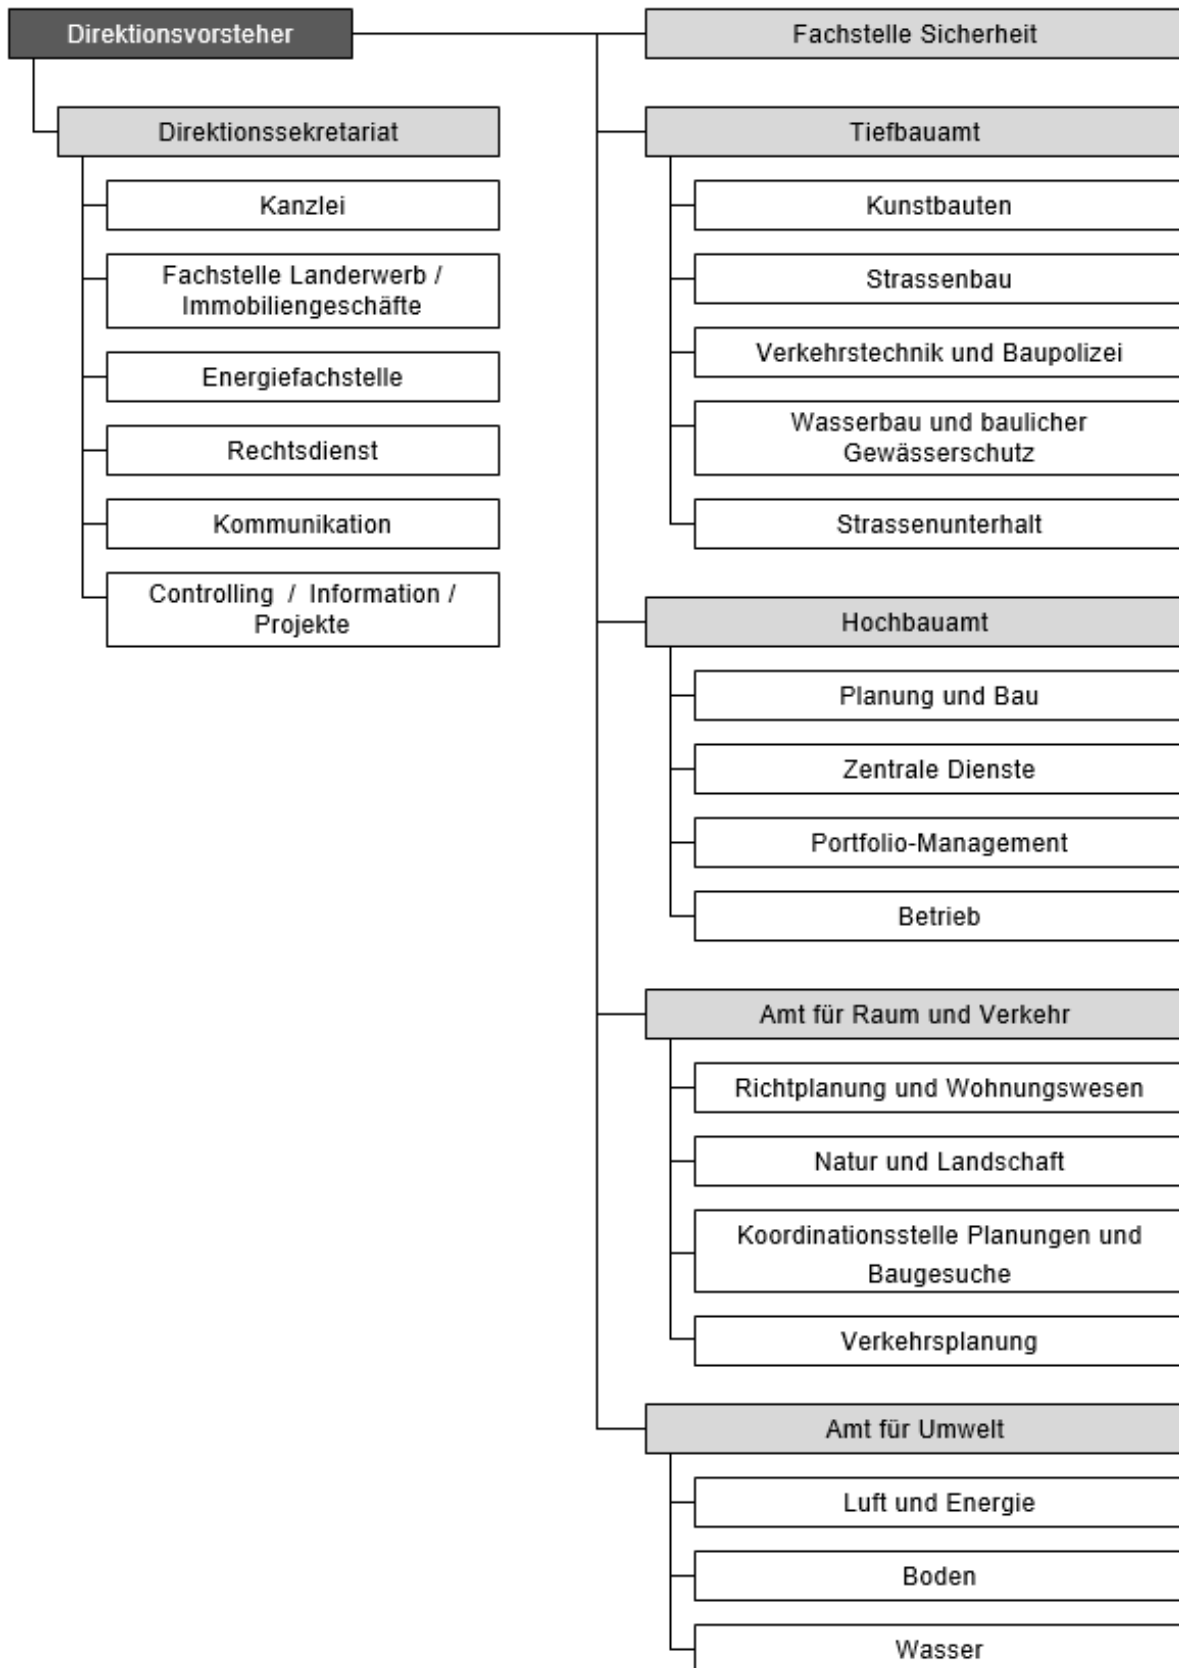 Direktionsvorsteher
Direktionssekretariat
Kanzlei
Fachstelle Landerwerb /
Immobiliengeschäfte
Energiefachstelle
Rechtsdienst
Kommunikation
Controlling / Information /
Projekte
Fachstelle Sicherheit
Tiefbauamt
Kunstbauten
Strassenbau
Verkehrstechnik und Baupolizei
Wasserbau und baulicher
Gewässerschutz
Strassenunterhalt
Hochbauamt
Planung und Bau
Zentrale Dienste
Portfolio-Management
Betrieb
Amt für Raum und Verkehr
Richtplanung und Wohnungswesen
Natur und Landschaft
Koordinationsstelle Planungen und
Baugesuche
Verkehrsplanung
Amt für Umwelt
Luft und Energie
Boden
Wasser